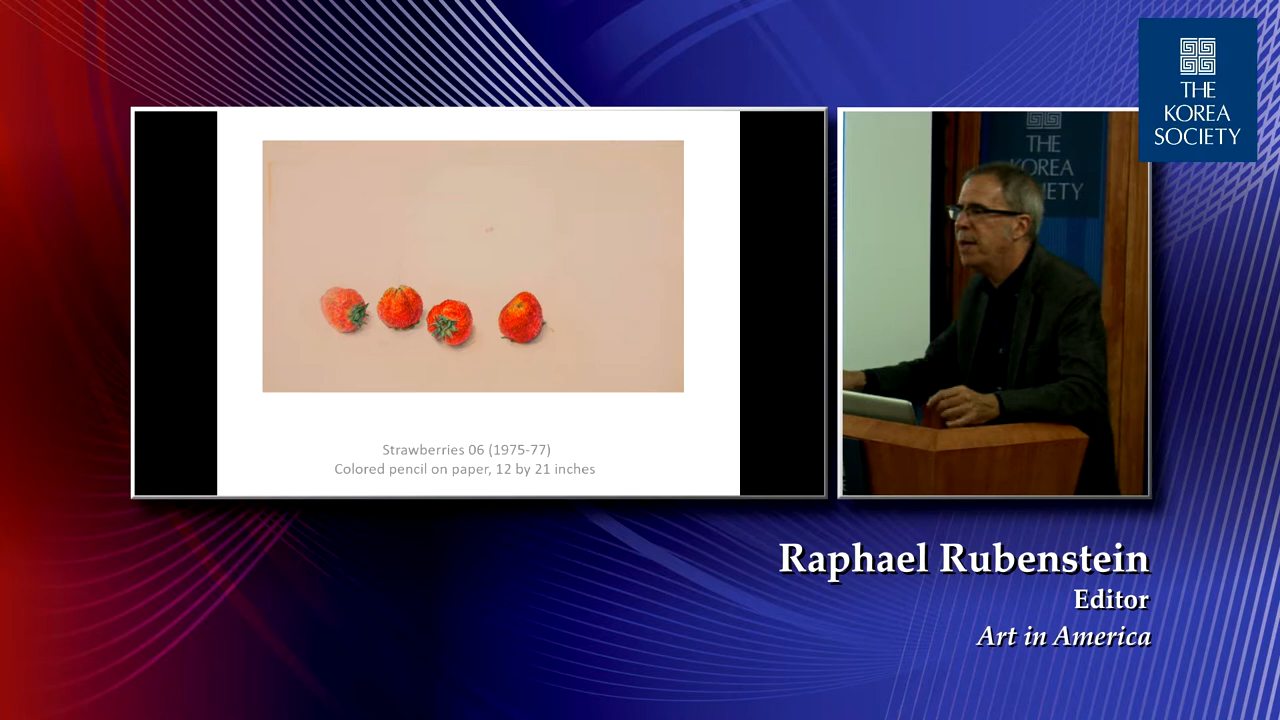 THE
KOREA
SOCIETY
THE
KOREA
SOCIETY
Strawberries 06 (1975-77)
Colored pencil on paper, 12 by 21 inches
Raphael Rubenstein
Editor
Art in America